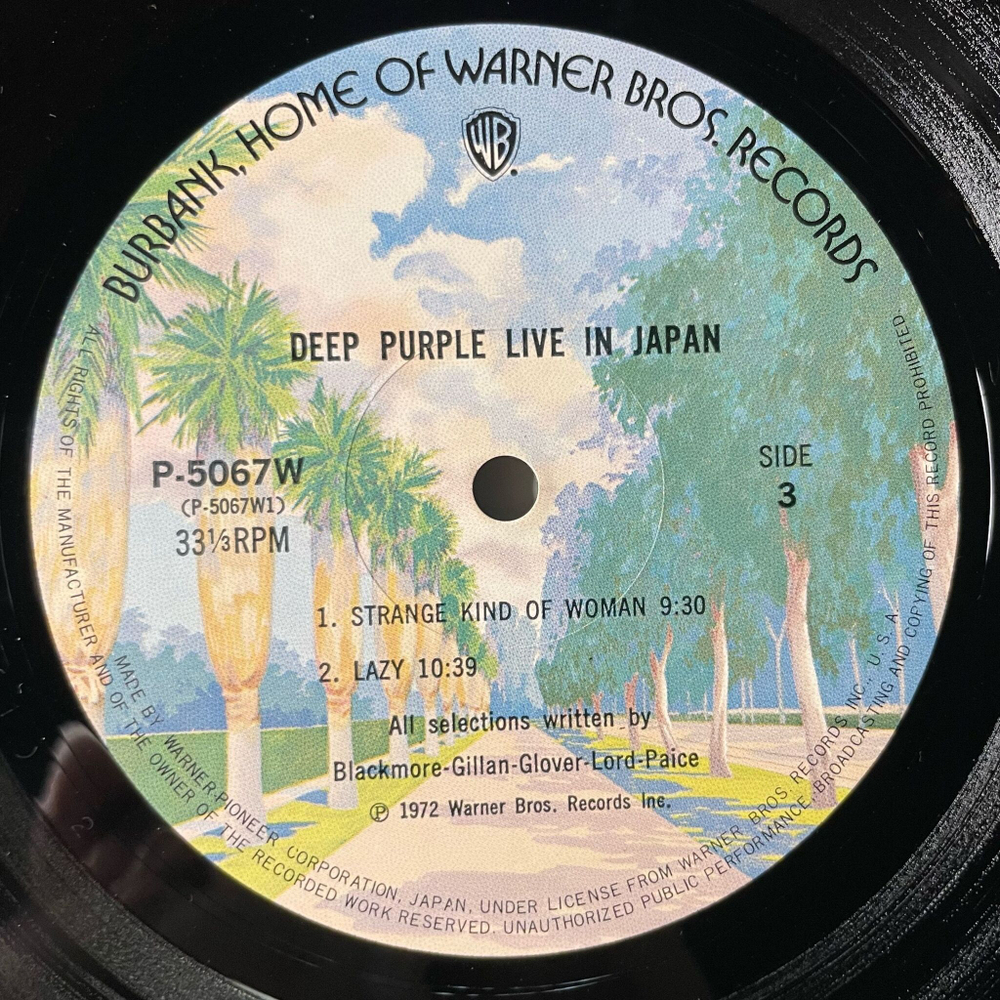 BURBANK, HOME OF WARNER BROS. RECORDS
WB
DEEP PURPLE LIVE IN JAPAN
P-5067W
(P-5067W1)
33⅓RPM
SIDE
3
1. STRANGE KIND OF WOMAN 9:30
2. LAZY 10:39
All selections written by
Blackmore-Gillan-Glover-Lord-Paice
Ⓟ 1972 Warner Bros. Records Inc.
MADE BY WARNER-PIONEER CORPORATION, JAPAN, UNDER LICENSE FROM WARNER BROS. RECORDS INC., U. S. A.
ALL RIGHTS OF THE MANUFACTURER AND OF THE OWNER OF THE RECORDED WORK RESERVED. UNAUTHORIZED PUBLIC PERFORMANCE, BROADCASTING AND COPYING OF THIS RECORD PROHIBITED.
2